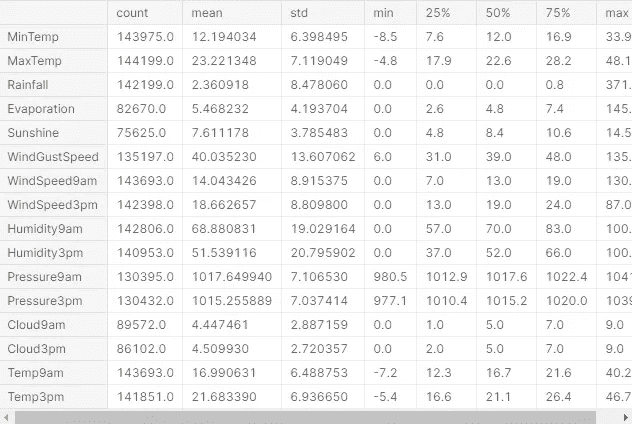 count mean std min 25% 50% 75% max
MinTemp 143975.0 12.194034 6.398495 -8.5 7.6 12.0 16.9 33.9
MaxTemp 144199.0 23.221348 7.119049 -4.8 17.9 22.6 28.2 48.1
Rainfall 142199.0 2.360918 8.478060 0.0 0.0 0.0 0.8 371.
Evaporation 82670.0 5.468232 4.193704 0.0 2.6 4.8 7.4 145.
Sunshine 75625.0 7.611178 3.785483 0.0 4.8 8.4 10.6 14.5
WindGustSpeed 135197.0 40.035230 13.607062 6.0 31.0 39.0 48.0 135.
WindSpeed9am 143693.0 14.043426 8.915375 0.0 7.0 13.0 19.0 130.
WindSpeed3pm 142398.0 18.662657 8.809800 0.0 13.0 19.0 24.0 87.0
Humidity9am 142806.0 68.880831 19.029164 0.0 57.0 70.0 83.0 100.
Humidity3pm 140953.0 51.539116 20.795902 0.0 37.0 52.0 66.0 100.
Pressure9am 130395.0 1017.649940 7.106530 980.5 1012.9 1017.6 1022.4 1041
Pressure3pm 130432.0 1015.255889 7.037414 977.1 1010.4 1015.2 1020.0 1039
Cloud9am 89572.0 4.447461 2.887159 0.0 1.0 5.0 7.0 9.0
Cloud3pm 86102.0 4.509930 2.720357 0.0 2.0 5.0 7.0 9.0
Temp9am 143693.0 16.990631 6.488753 -7.2 12.3 16.7 21.6 40.2
Temp3pm 141851.0 21.683390 6.936650 -5.4 16.6 21.1 26.4 46.7